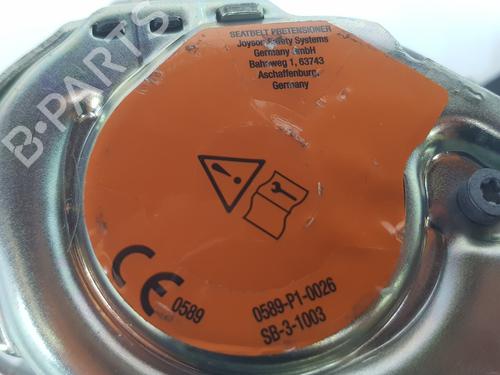 SEATBELT PRETENSIONER
Joyson Safety Systems
Germany GmbH
Bahnweg 1, 63743
Aschaffenburg,
Germany
CE 0589
0589-P1-0026
SB-3-1003
B-PARTS